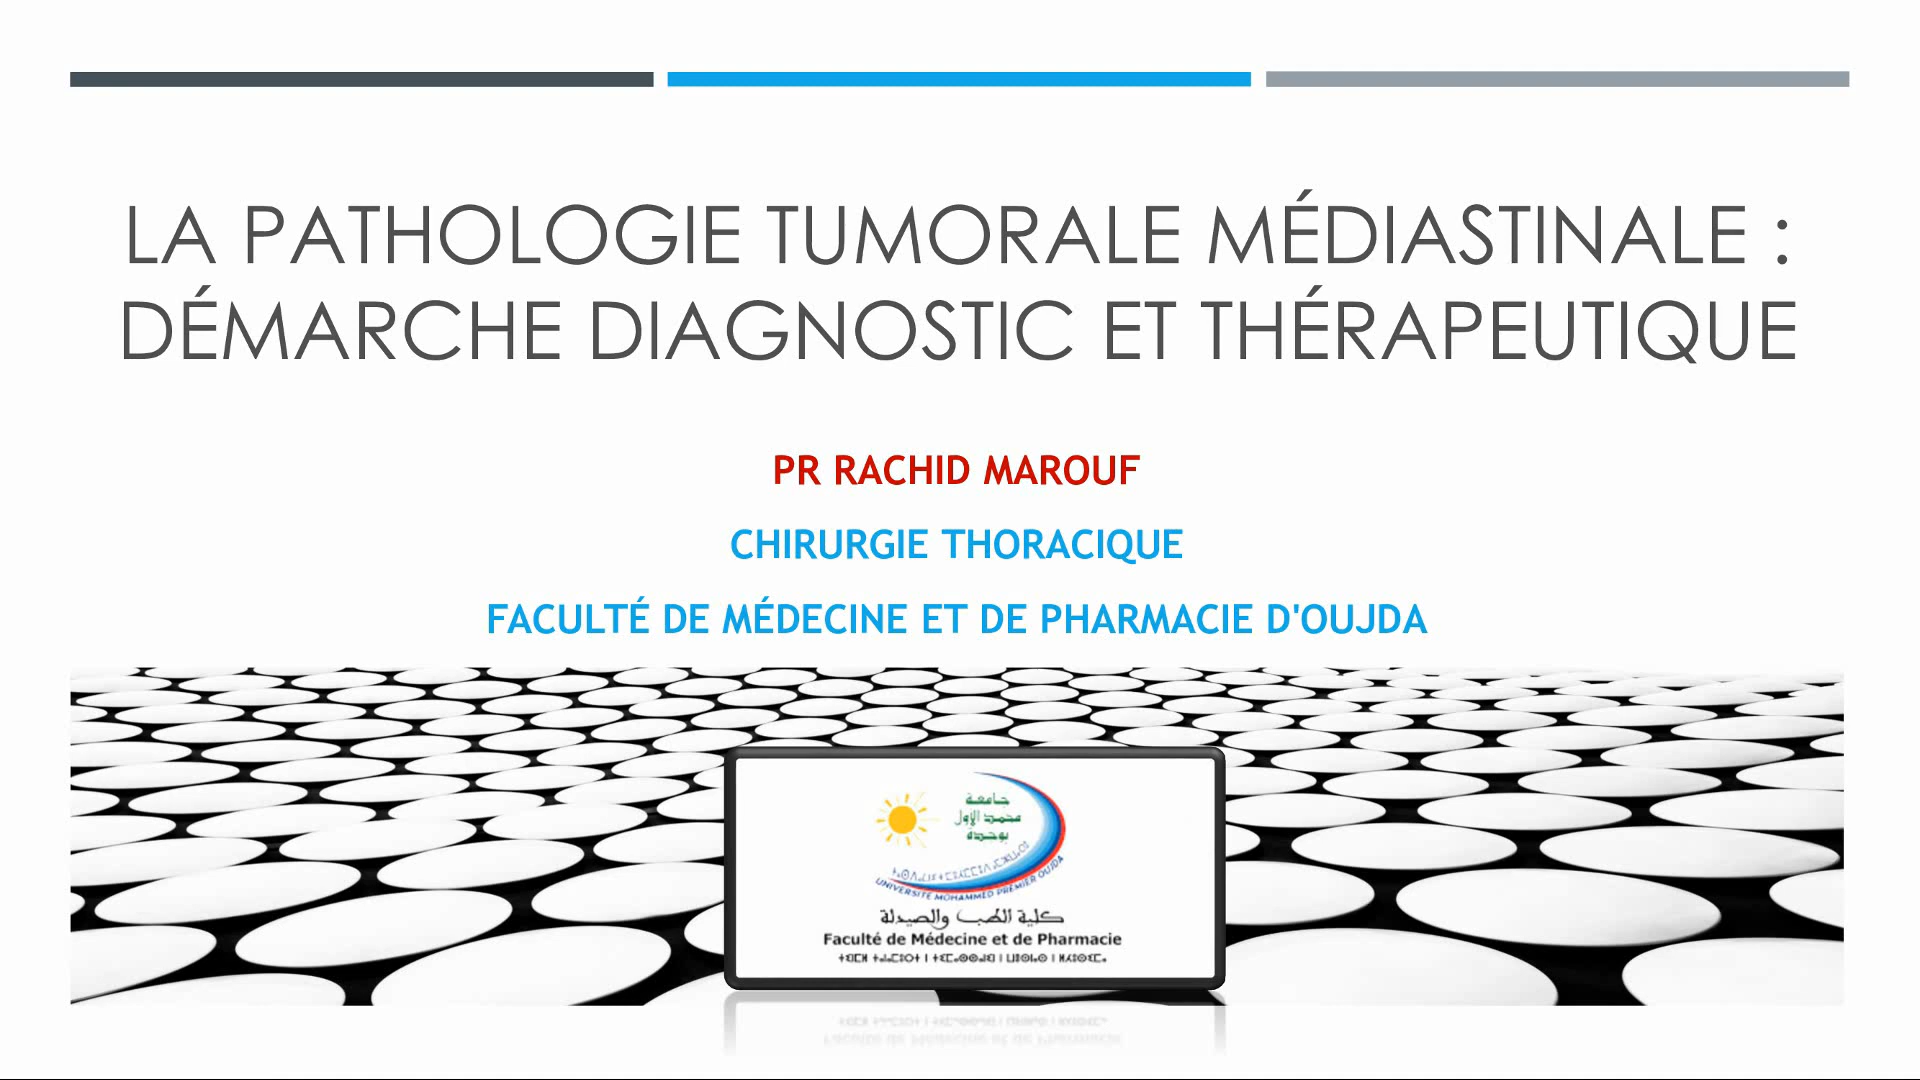 LA PATHOLOGIE TUMORALE MÉDIASTINALE :
DÉMARCHE DIAGNOSTIC ET THÉRAPEUTIQUE
PR RACHID MAROUF
CHIRURGIE THORACIQUE
FACULTÉ DE MÉDECINE ET DE PHARMACIE D'OUJDA
جامعة
محمد الأول
بوجدة
UNIVERSITE MOHAMMED PREMIER OUJDA
كلية الطب والصيدلة
Faculté de Médecine et de Pharmacie